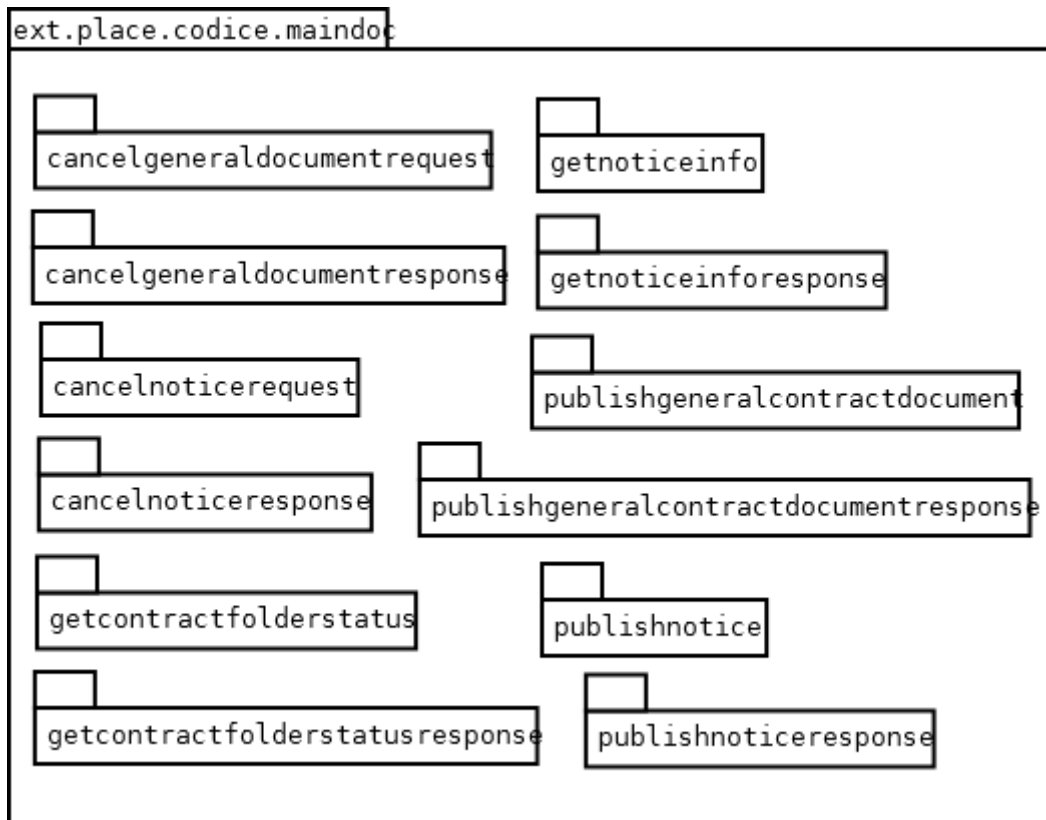 ext.place.codice.maindoc
cancelgeneraldocumentrequest
getnoticeinfo
cancelgeneraldocumentresponse
getnoticeinforesponse
cancelnoticerequest
publishgeneralcontractdocument
cancelnoticeresponse
publishgeneralcontractdocumentresponse
getcontractfolderstatus
publishnotice
getcontractfolderstatusresponse
publishnoticeresponse